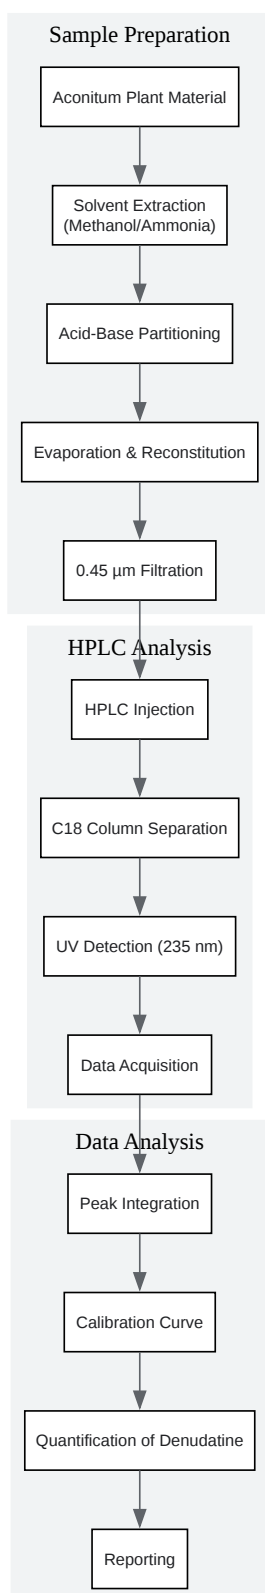 Sample Preparation
Aconitum Plant Material
Solvent Extraction
(Methanol/Ammonia)
Acid-Base Partitioning
Evaporation & Reconstitution
0.45 µm Filtration
HPLC Analysis
HPLC Injection
C18 Column Separation
UV Detection (235 nm)
Data Acquisition
Data Analysis
Peak Integration
Calibration Curve
Quantification of Denudatine
Reporting